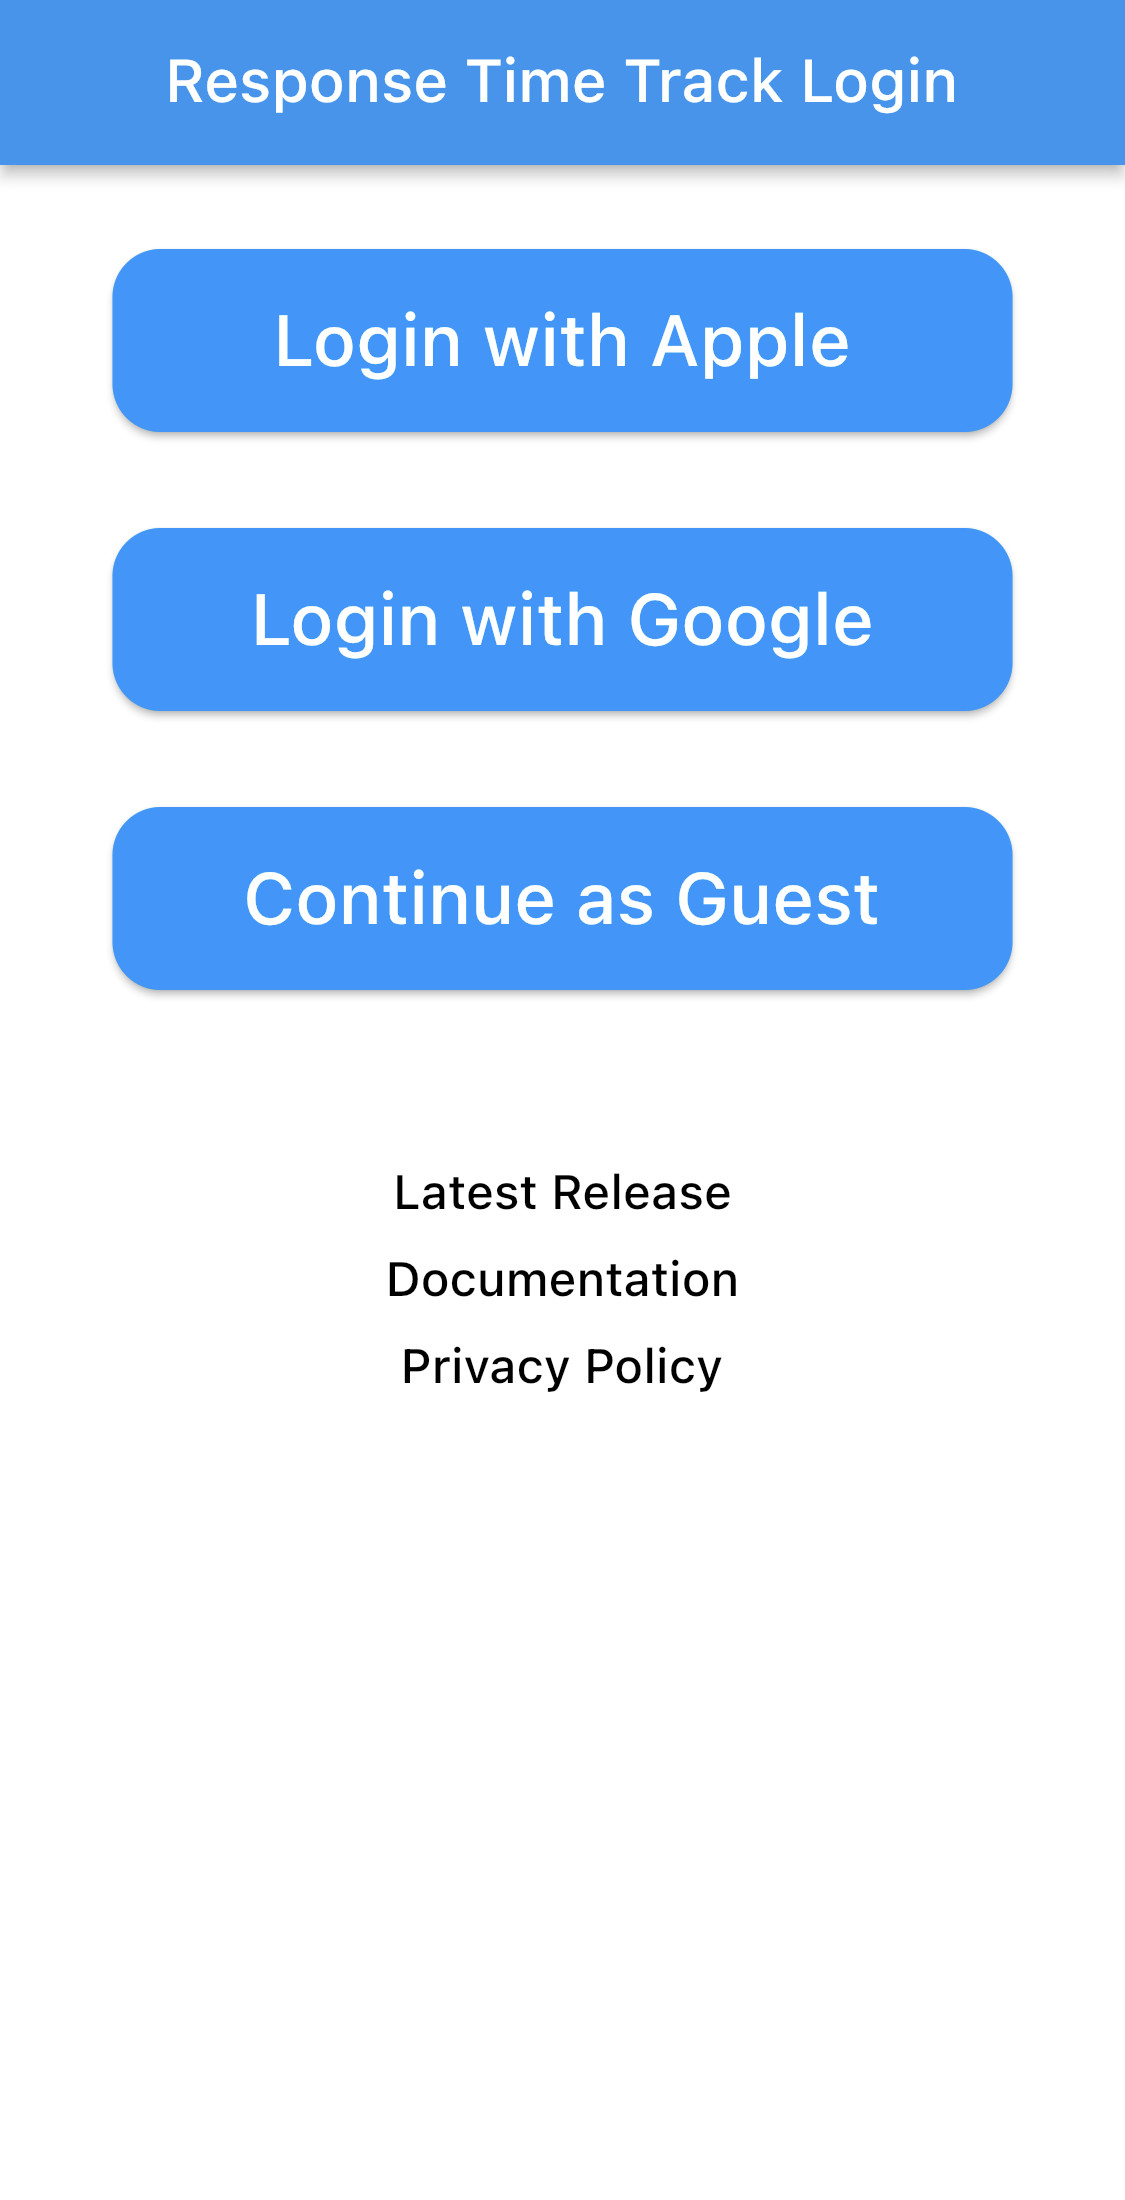 Response Time Track Login
Login with Apple
Login with Google
Continue as Guest
Latest Release
Documentation
Privacy Policy